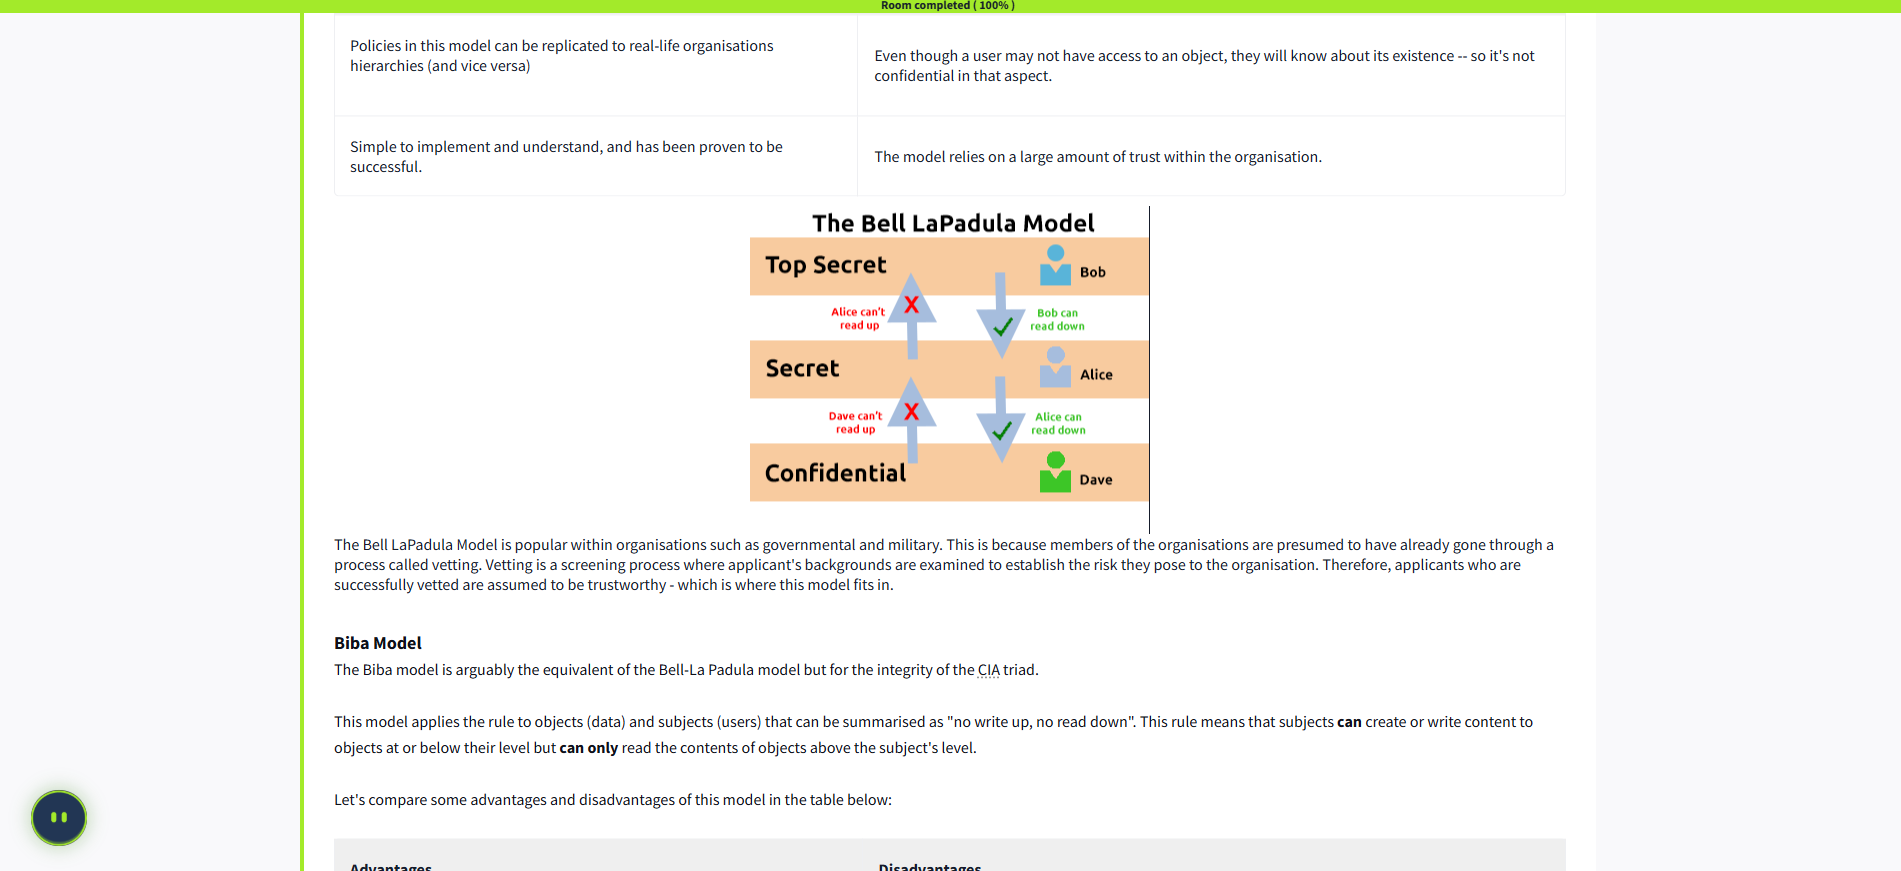 Room completed ( 100% )
Policies in this model can be replicated to real-life organisations
hierarchies (and vice versa)
Even though a user may not have access to an object, they will know about its existence -- so it's not
confidential in that aspect.
Simple to implement and understand, and has been proven to be
successful.
The model relies on a large amount of trust within the organisation.
The Bell LaPadula Model
Top Secret
Bob
Alice can't
read up
X
Bob can
read down
Secret
Alice
Dave can't
read up
X
Alice can
read down
Confidential
Dave
The Bell LaPadula Model is popular within organisations such as governmental and military. This is because members of the organisations are presumed to have already gone through a
process called vetting. Vetting is a screening process where applicant's backgrounds are examined to establish the risk they pose to the organisation. Therefore, applicants who are
successfully vetted are assumed to be trustworthy - which is where this model fits in.
Biba Model
The Biba model is arguably the equivalent of the Bell-La Padula model but for the integrity of the CIA triad.
This model applies the rule to objects (data) and subjects (users) that can be summarised as "no write up, no read down". This rule means that subjects can create or write content to
objects at or below their level but can only read the contents of objects above the subject's level.
Let's compare some advantages and disadvantages of this model in the table below:
Advantages
Disadvantages